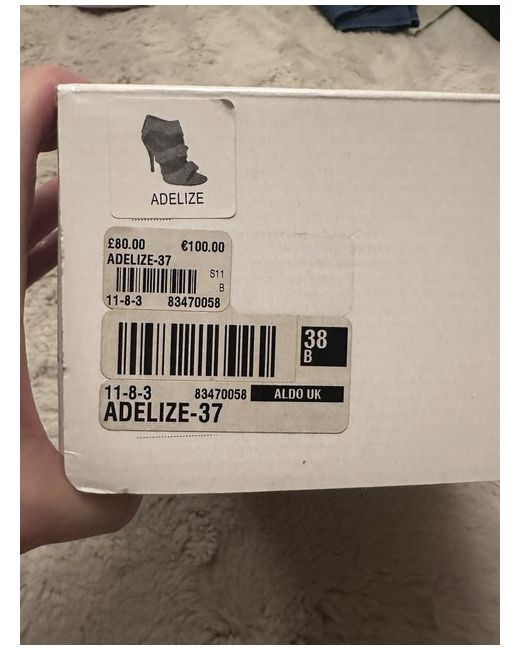 ADELIZE
£80.00 €100.00
ADELIZE-37
S11
B
11-8-3 83470058
38
B
11-8-3 83470058 ALDO UK
ADELIZE-37